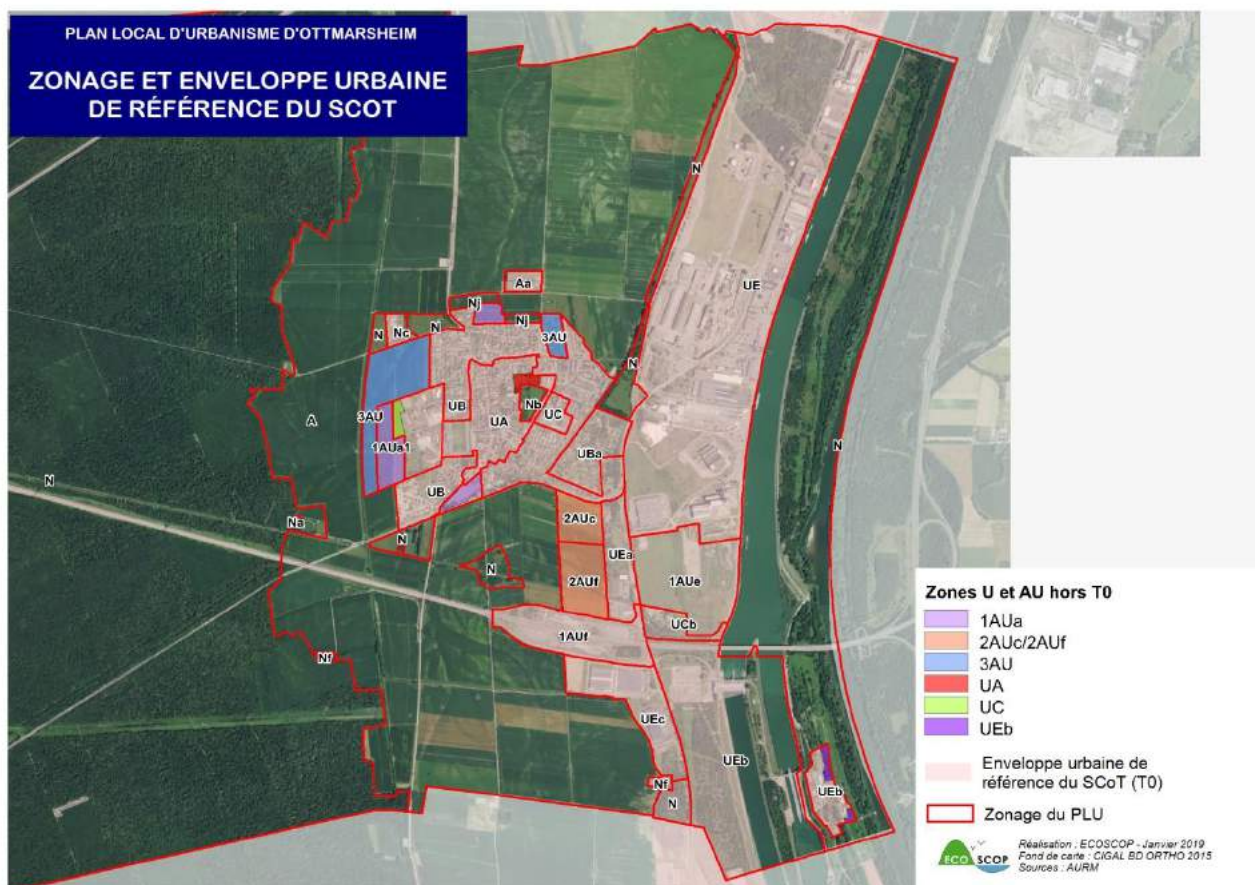 PLAN LOCAL D'URBANISME D'OTTMARSHEIM
ZONAGE ET ENVELOPPE URBAINE
DE RÉFÉRENCE DU SCOT
N
UE
Aa
Nj
Nj
N
Nc
N
3AU
N
UB
Nb
UC
UA
A
3AU
1AUa1
UBa
N
UB
N
Na
2AUc
N
UEa
N
2AUf
1AUe
UCb
1AUf
Nf
UEc
UEb
Nf
N
UEb
Zones U et AU hors T0
1AUa
2AUc/2AUf
3AU
UA
UC
UEb
Enveloppe urbaine de
référence du SCoT (T0)
Zonage du PLU
ECO SCOP
Réalisation : ECOSCOP - Janvier 2019
Fond de carte : CIGAL BD ORTHO 2015
Sources : AURM